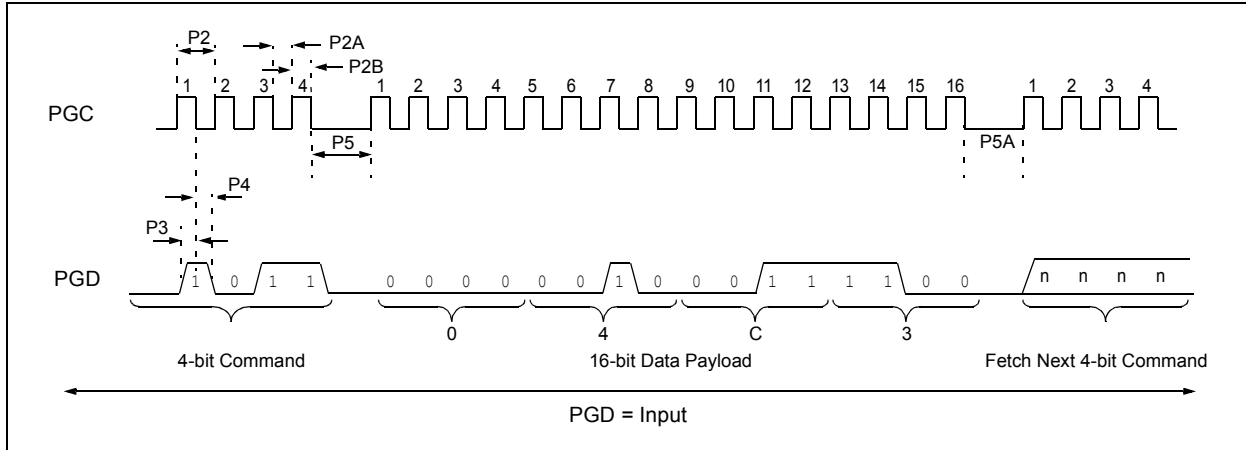 P2
P2A
P2B
1 2 3 4 1 2 3 4 5 6 7 8 9 10 11 12 13 14 15 16 1 2 3 4
PGC
P5
P5A
P4
P3
PGD
1 0 1 1 0 0 0 0 0 0 1 0 0 0 1 1 1 1 0 0 n n n n
0 4 C 3
4-bit Command 16-bit Data Payload Fetch Next 4-bit Command
PGD = Input